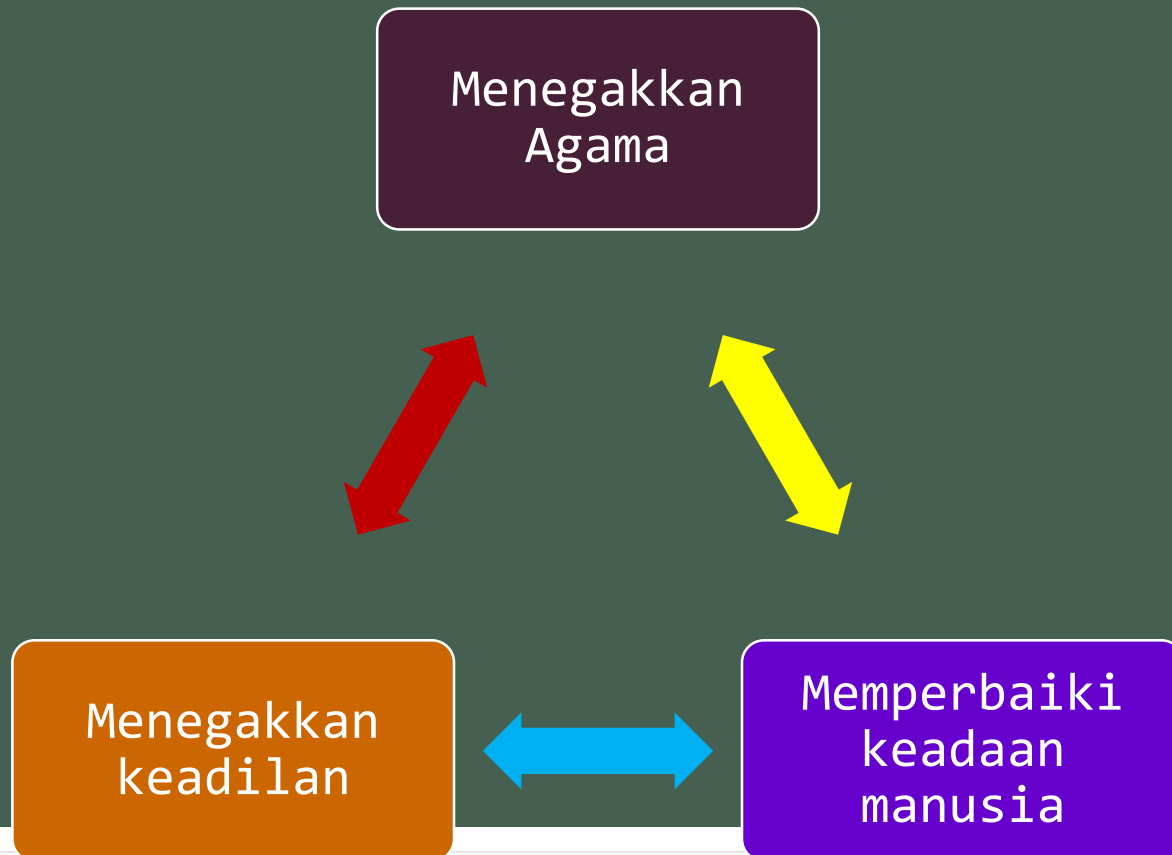 Menegakkan
Agama
Menegakkan
keadilan
Memperbaiki
keadaan
manusia